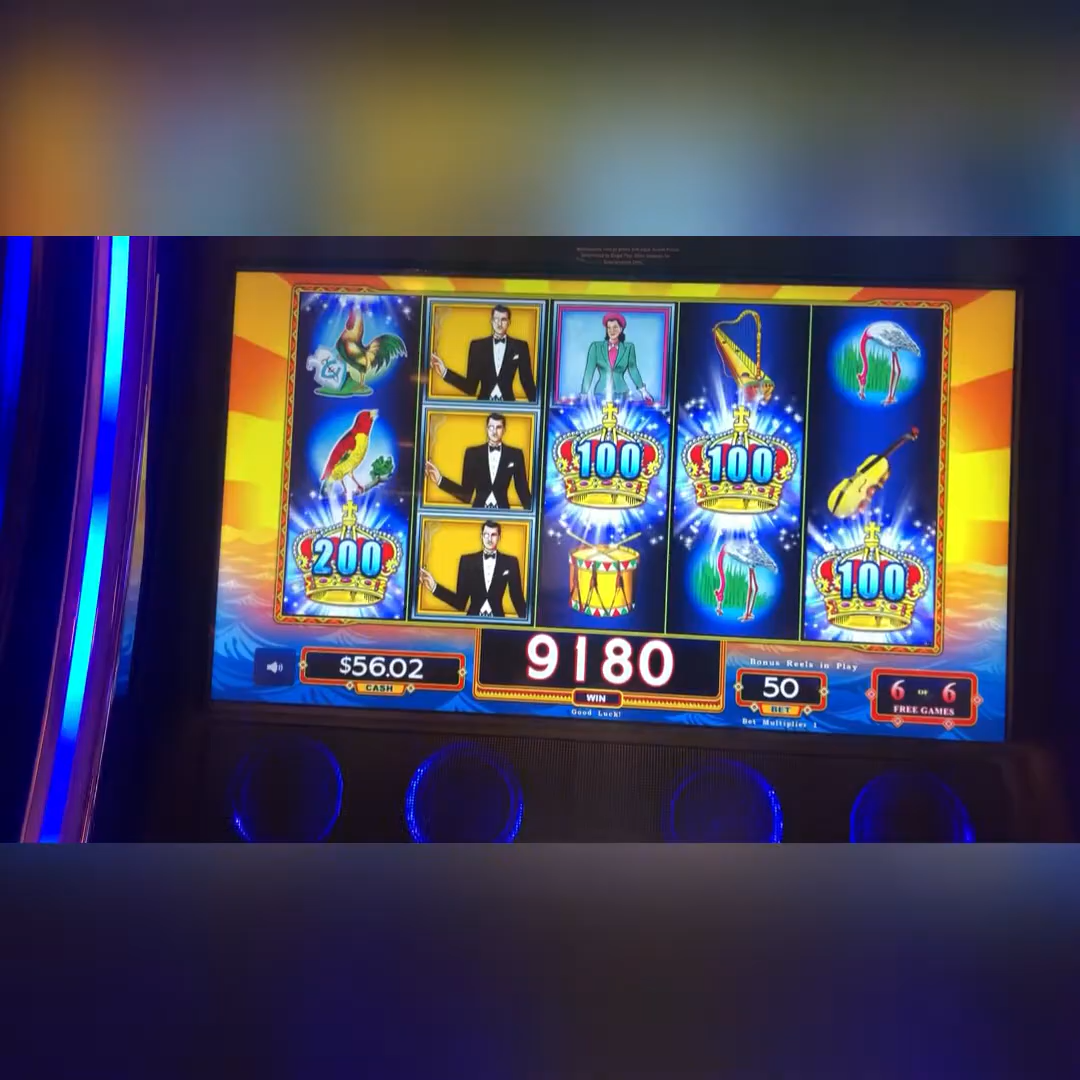 100
100
200
100
9180
WIN
Good Luck!
$56.02
CASH
Bonus Reels in Play
50
BET
Bet Multiplier 1
6 OF 6
FREE GAMES